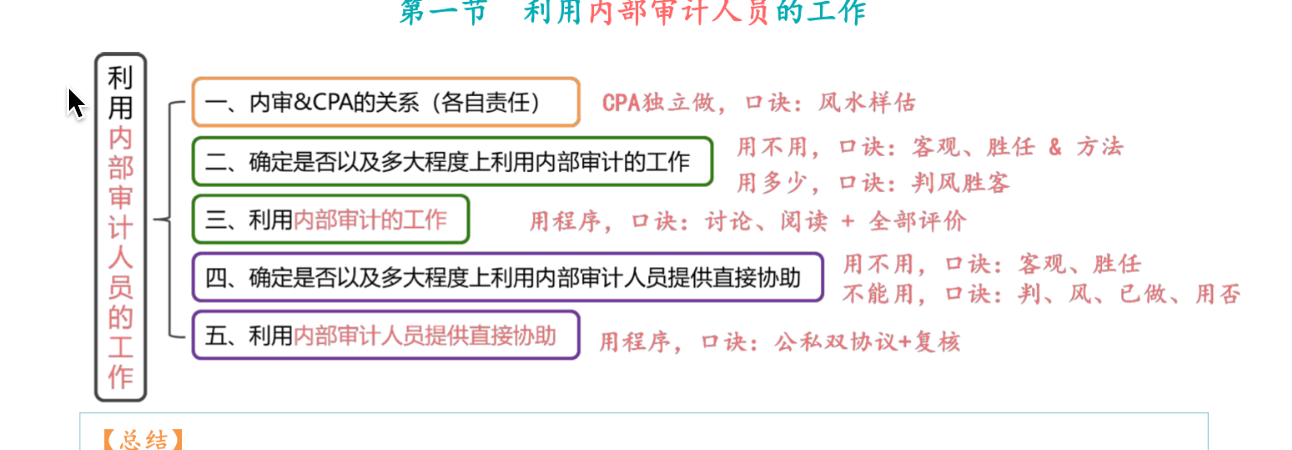 第一节 利用内部审计人员的工作
利用内部审计人员的工作
一、内审&CPA的关系（各自责任） CPA独立做，口诀：风水样估
二、确定是否以及多大程度上利用内部审计的工作
用不用，口诀：客观、胜任 & 方法
用多少，口诀：判风胜客
三、利用内部审计的工作 用程序，口诀：讨论、阅读 + 全部评价
四、确定是否以及多大程度上利用内部审计人员提供直接协助
用不用，口诀：客观、胜任
不能用，口诀：判、风、已做、用否
五、利用内部审计人员提供直接协助 用程序，口诀：公私双协议+复核
【总结】